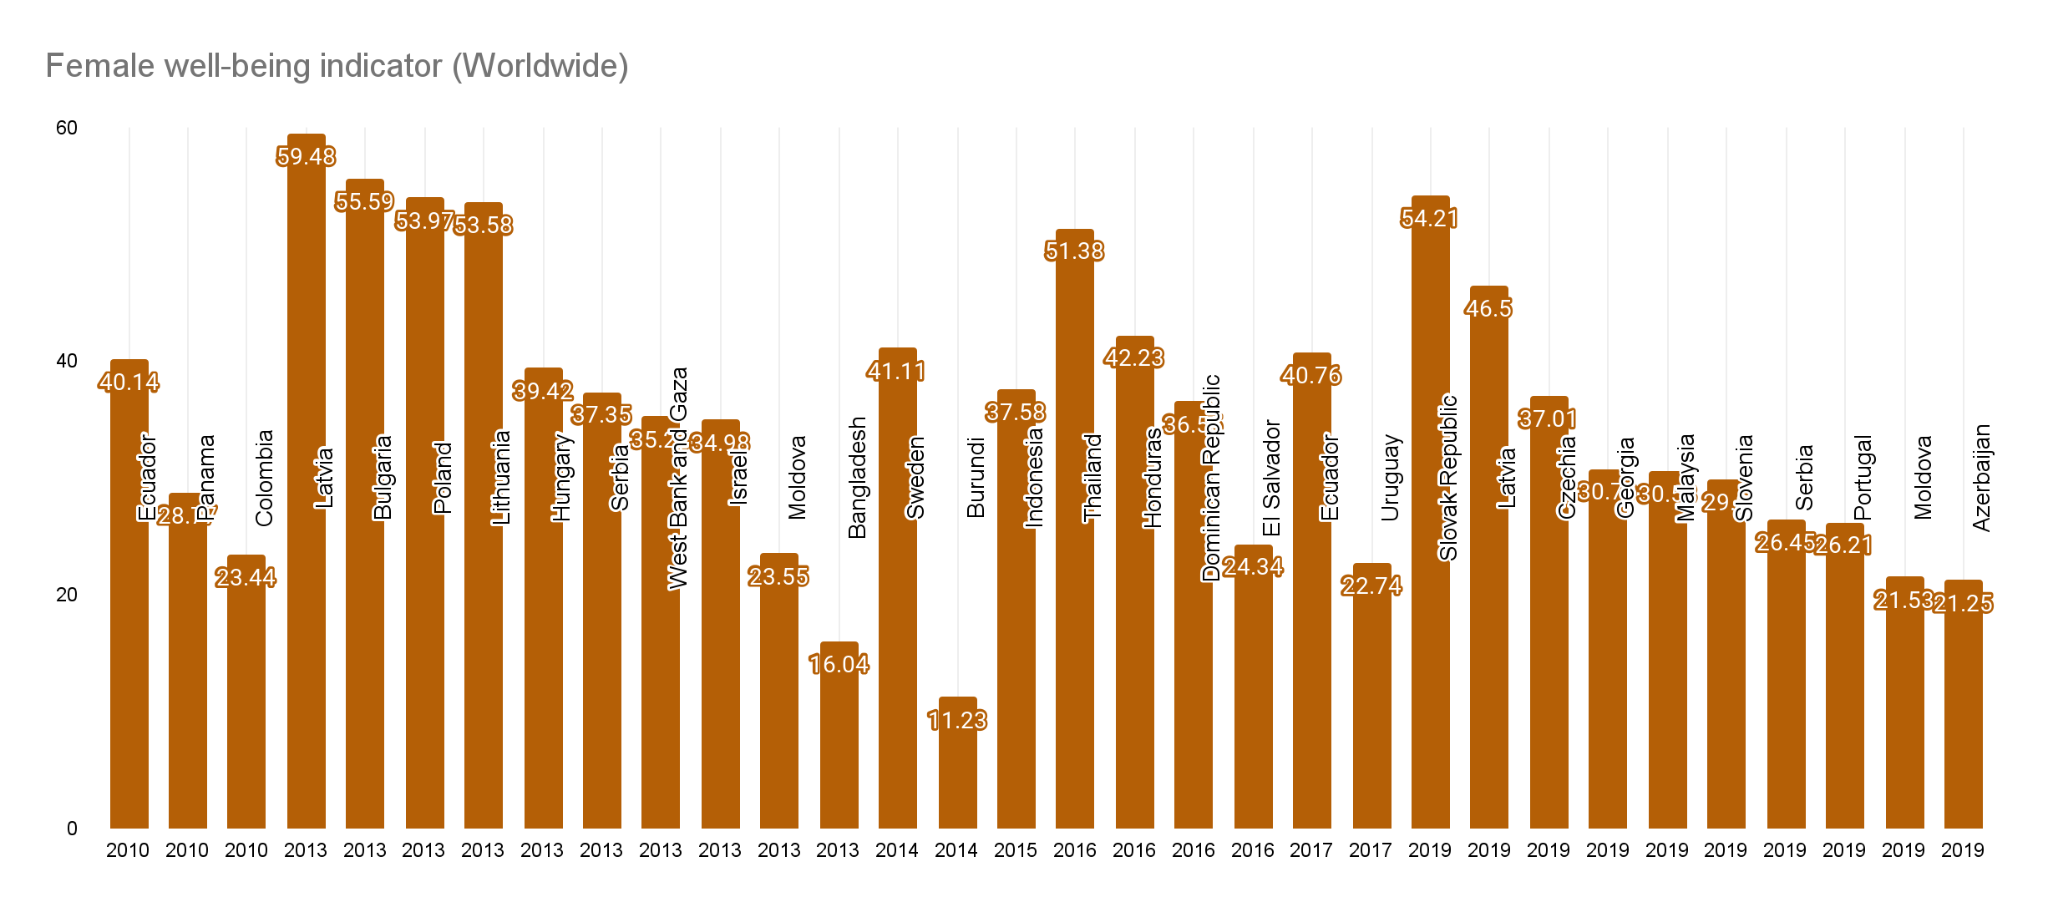 Female well-being indicator (Worldwide)
60
40
20
0
40.14
23.44
59.48
55.59
53.97
53.58
39.42
37.35
34.98
23.55
16.04
41.11
11.23
37.58
51.38
42.23
24.34
40.76
22.74
54.21
46.5
37.01
26.45
26.21
21.53
21.25
Ecuador
Panama
Colombia
Latvia
Bulgaria
Poland
Lithuania
Hungary
Serbia
West Bank and Gaza
Israel
Moldova
Bangladesh
Sweden
Burundi
Indonesia
Thailand
Honduras
Dominican Republic
El Salvador
Ecuador
Uruguay
Slovak Republic
Latvia
Czechia
Georgia
Malaysia
Slovenia
Serbia
Portugal
Moldova
Azerbaijan
2010 2010 2010 2013 2013 2013 2013 2013 2013 2013 2013 2013 2013 2014 2014 2015 2016 2016 2016 2016 2017 2017 2019 2019 2019 2019 2019 2019 2019 2019 2019 2019